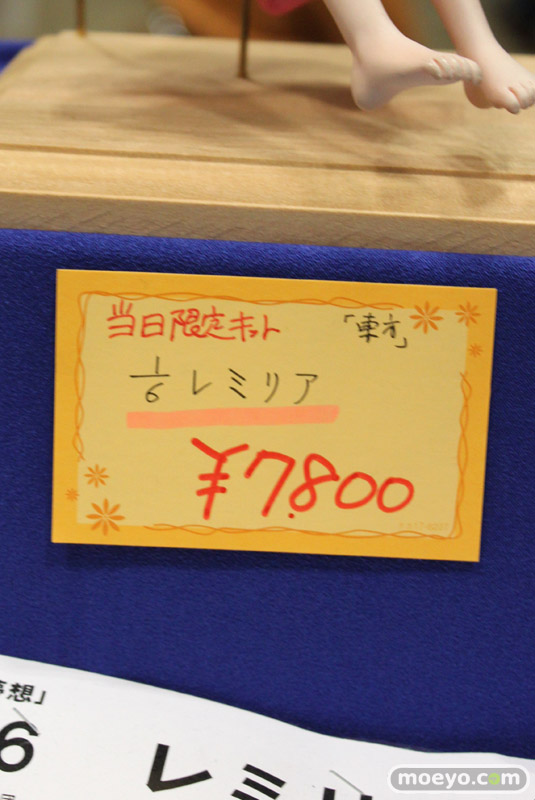 当日限定キット 「東方」
1/6 レミリア
¥7,800
想」
6 レミリ
moeyo.com